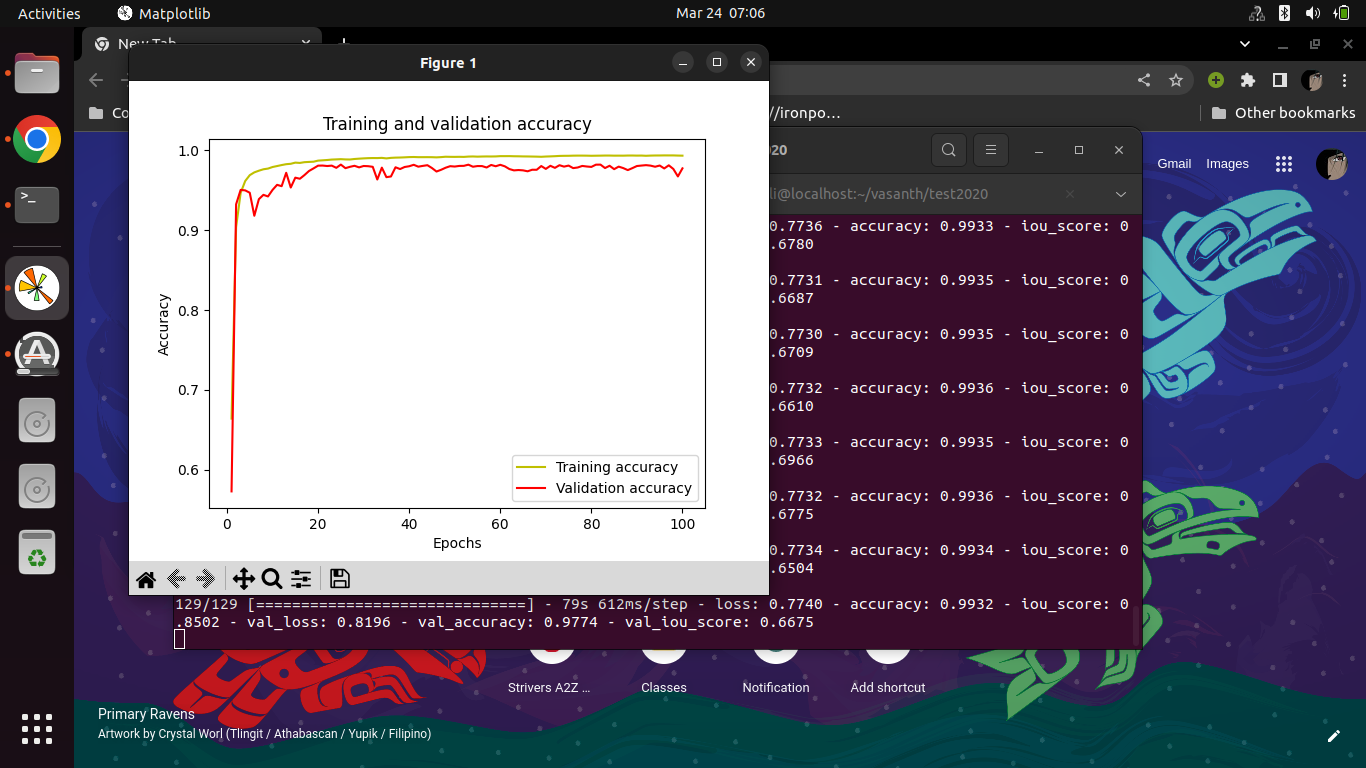 Activities
Matplotlib
Mar 24 07:06
New Tab
Figure 1
Co
//ironpo...
Other bookmarks
Training and validation accuracy
1.0
0.9
0.8
0.7
0.6
Accuracy
0
20
40
60
80
100
Epochs
Training accuracy
Validation accuracy
020
li@localhost:~/vasanth/test2020
Gmail
Images
0.7736 - accuracy: 0.9933 - iou_score: 0
.6780
0.7731 - accuracy: 0.9935 - iou_score: 0
.6687
0.7730 - accuracy: 0.9935 - iou_score: 0
.6709
0.7732 - accuracy: 0.9936 - iou_score: 0
.6610
0.7733 - accuracy: 0.9935 - iou_score: 0
.6966
0.7732 - accuracy: 0.9936 - iou_score: 0
.6775
0.7734 - accuracy: 0.9934 - iou_score: 0
.6504
129/129 [==============================] - 79s 612ms/step - loss: 0.7740 - accuracy: 0.9932 - iou_score: 0
.8502 - val_loss: 0.8196 - val_accuracy: 0.9774 - val_iou_score: 0.6675
Strivers A2Z ...
Classes
Notification
Add shortcut
Primary Ravens
Artwork by Crystal Worl (Tlingit / Athabascan / Yupik / Filipino)